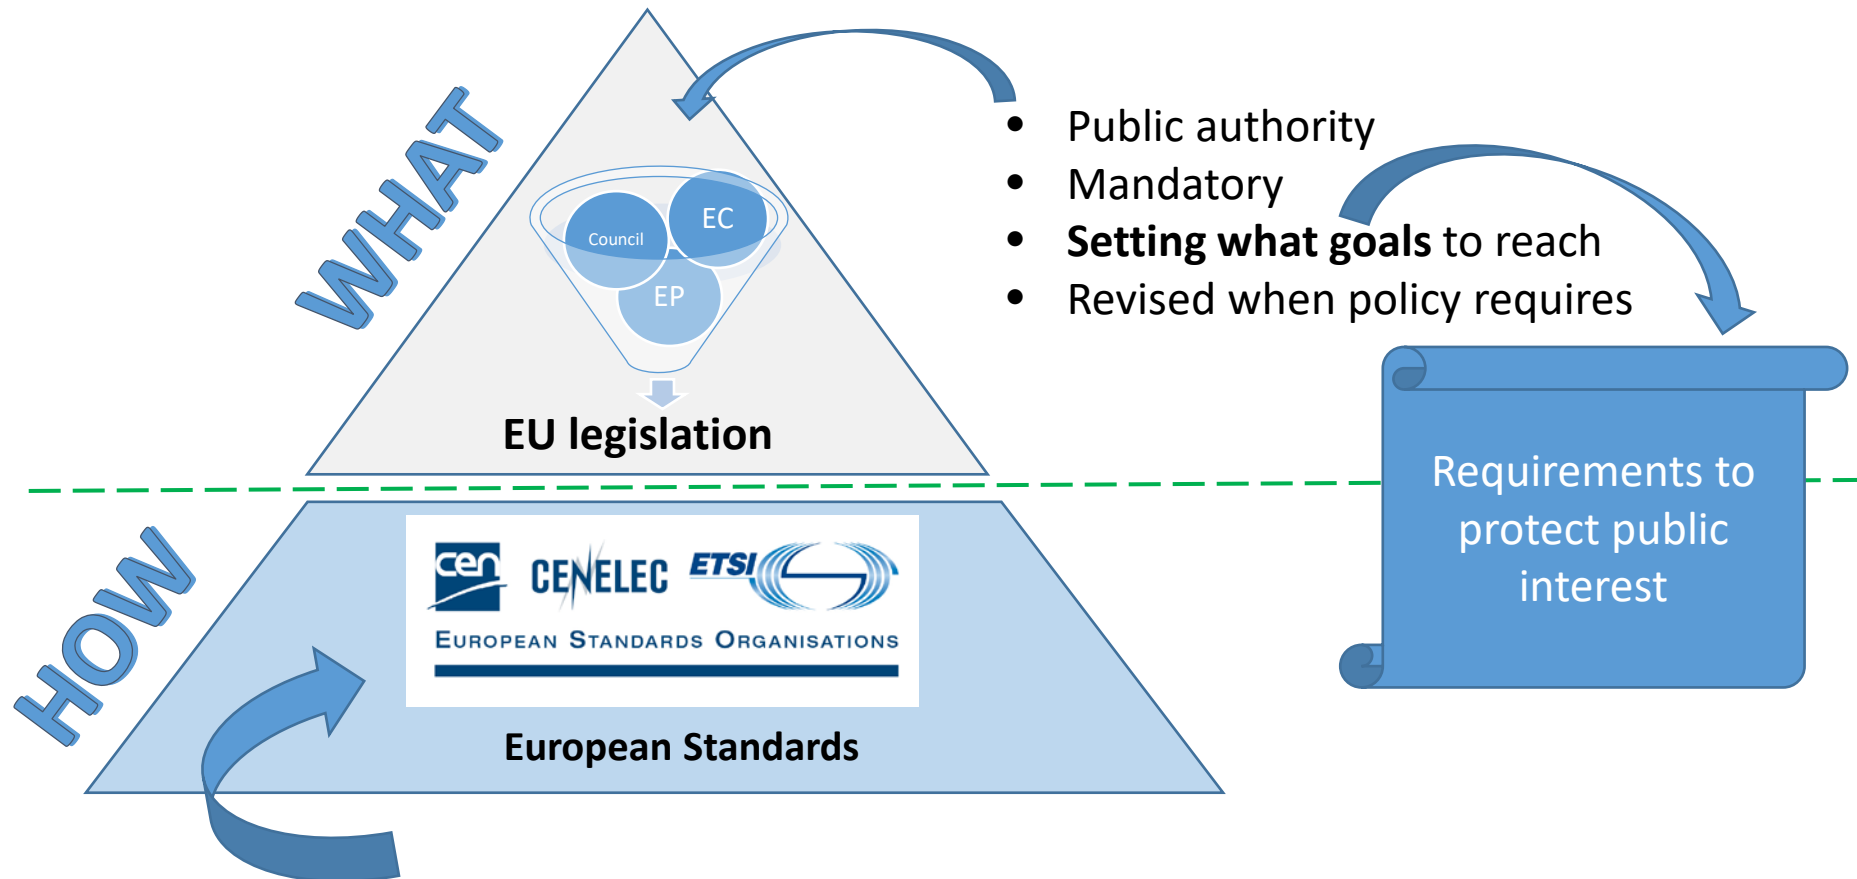 WHAT
Council
EC
EP
EU legislation
• Public authority
• Mandatory
• Setting what goals to reach
• Revised when policy requires
Requirements to
protect public
interest
HOW
cen
CENELEC
ETSI
EUROPEAN STANDARDS ORGANISATIONS
European Standards